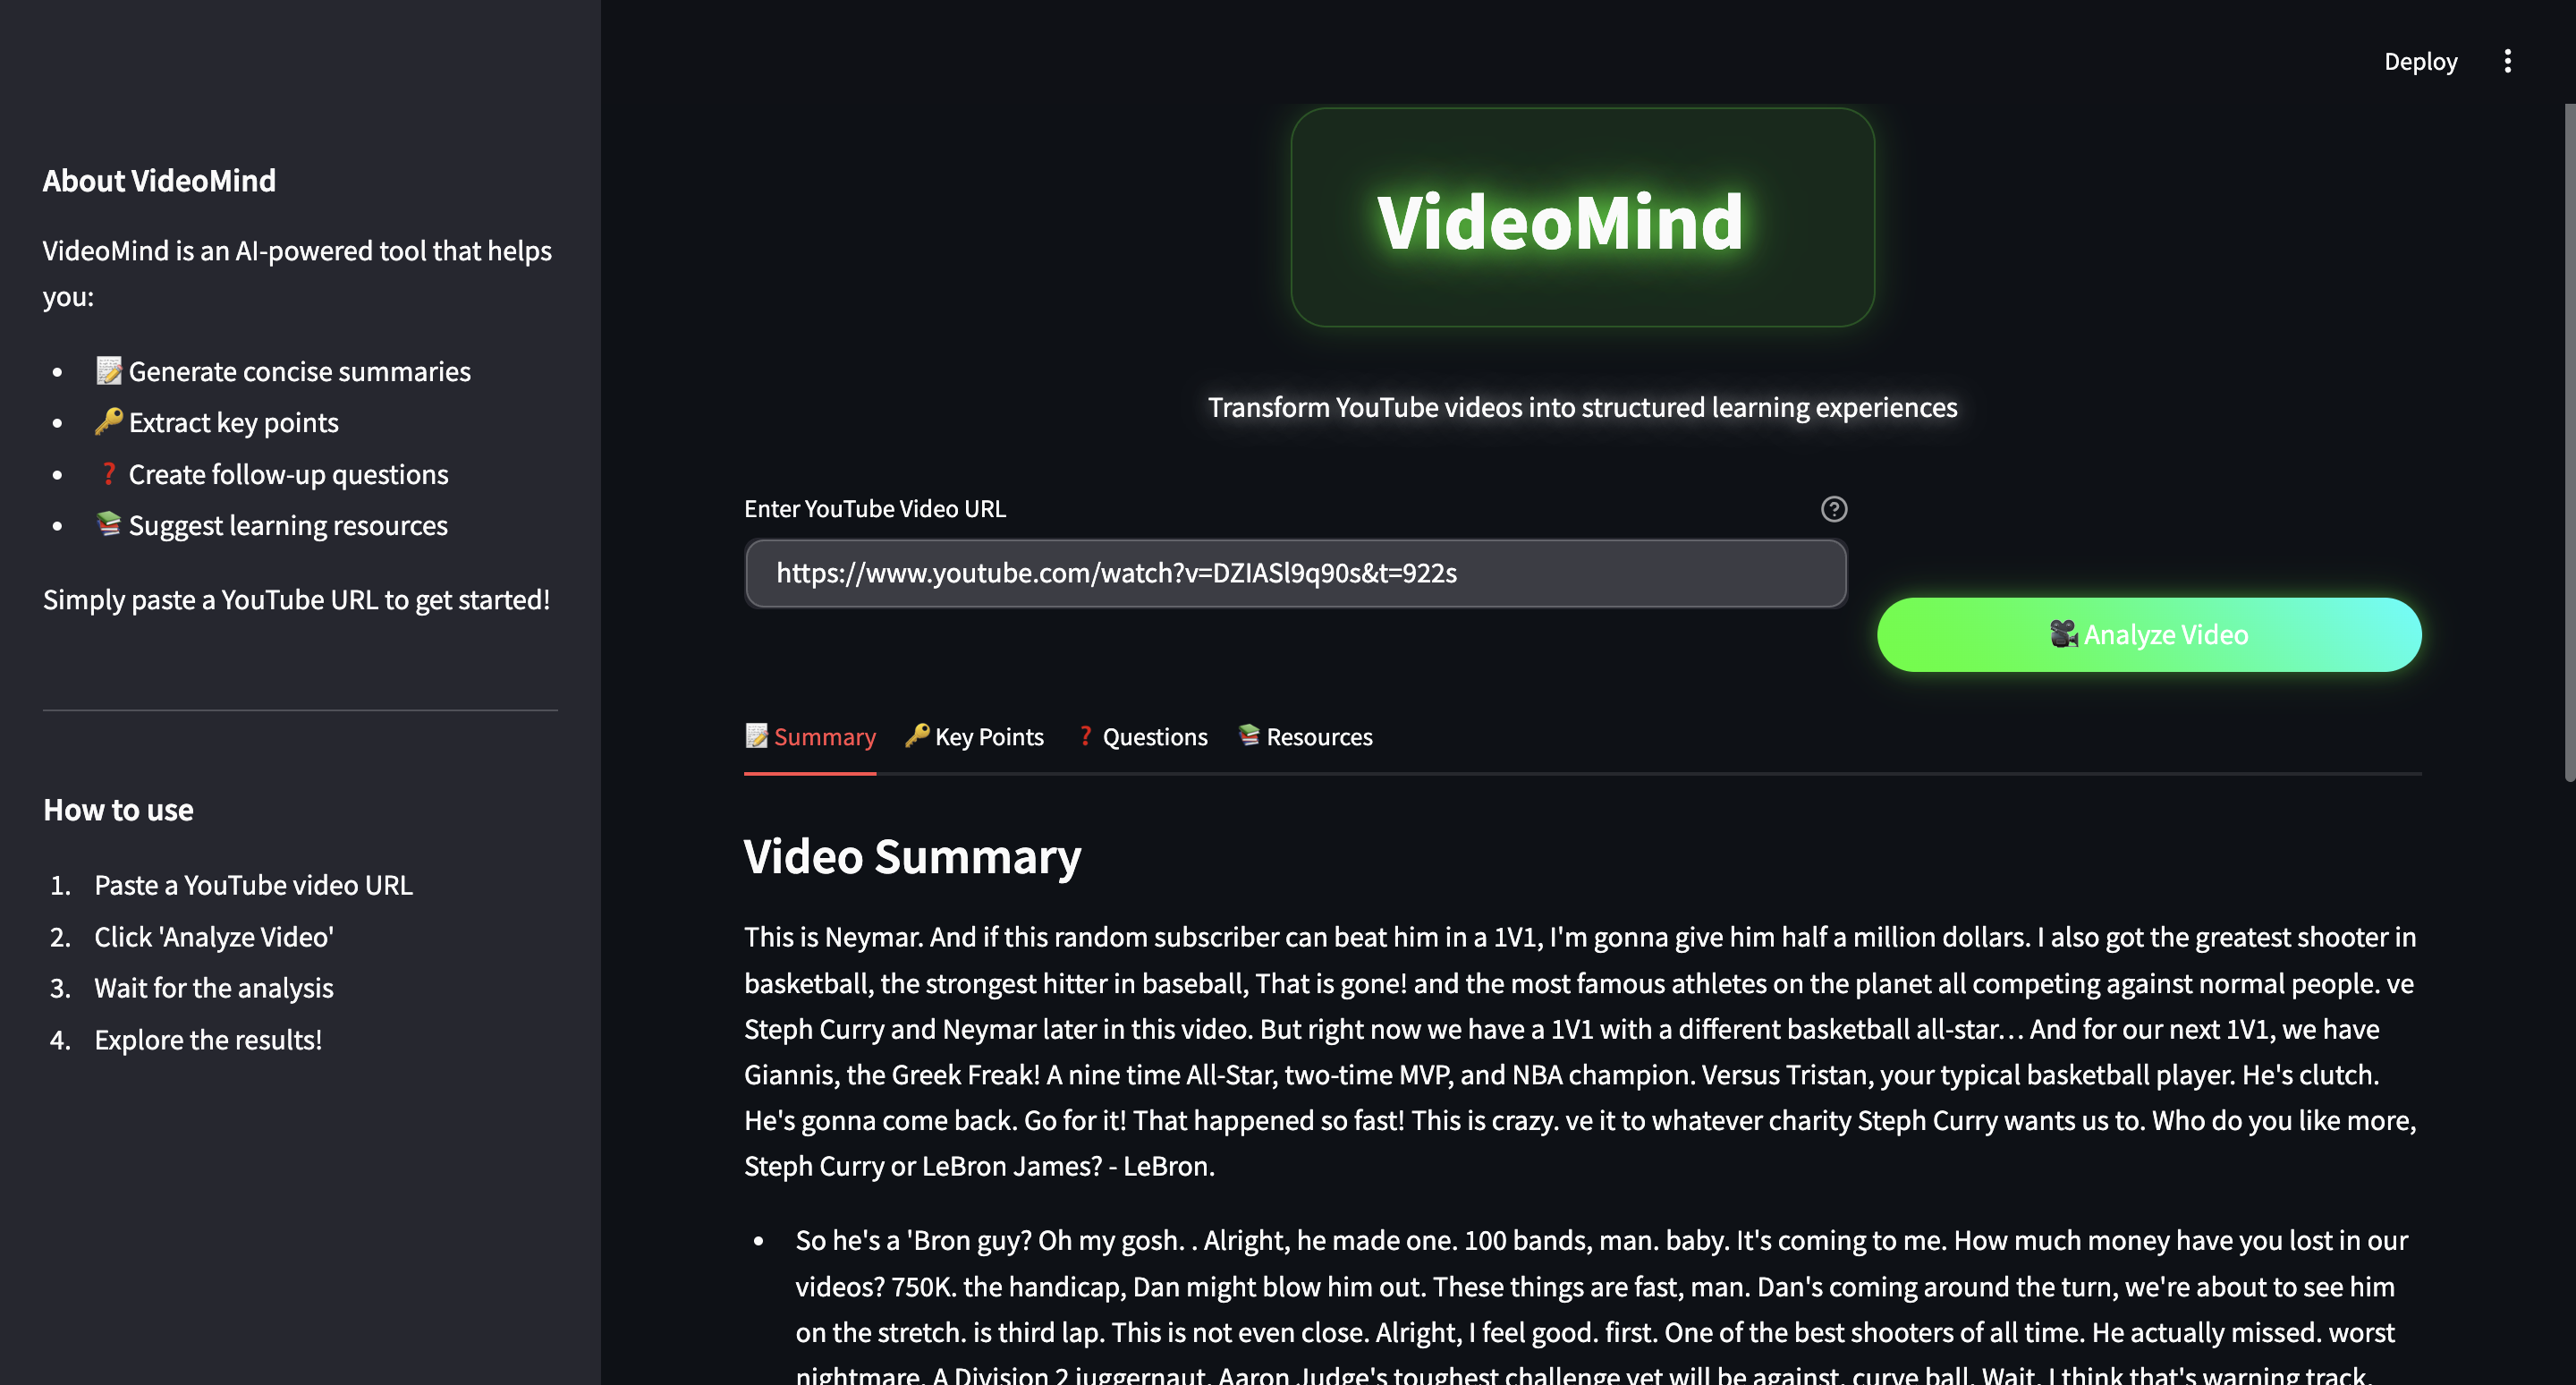 Deploy
About VideoMind
VideoMind is an AI-powered tool that helps
you:
• 📝 Generate concise summaries
• 🔑 Extract key points
• ❓ Create follow-up questions
• 📚 Suggest learning resources
Simply paste a YouTube URL to get started!
How to use
1. Paste a YouTube video URL
2. Click 'Analyze Video'
3. Wait for the analysis
4. Explore the results!
VideoMind
Transform YouTube videos into structured learning experiences
Enter YouTube Video URL
https://www.youtube.com/watch?v=DZIASl9q90s&t=922s
🎥 Analyze Video
📝 Summary 🔑 Key Points ❓ Questions 📚 Resources
Video Summary
This is Neymar. And if this random subscriber can beat him in a 1V1, I'm gonna give him half a million dollars. I also got the greatest shooter in
basketball, the strongest hitter in baseball, That is gone! and the most famous athletes on the planet all competing against normal people. ve
Steph Curry and Neymar later in this video. But right now we have a 1V1 with a different basketball all-star… And for our next 1V1, we have
Giannis, the Greek Freak! A nine time All-Star, two-time MVP, and NBA champion. Versus Tristan, your typical basketball player. He's clutch.
He's gonna come back. Go for it! That happened so fast! This is crazy. ve it to whatever charity Steph Curry wants us to. Who do you like more,
Steph Curry or LeBron James? - LeBron.
• So he's a 'Bron guy? Oh my gosh. . Alright, he made one. 100 bands, man. baby. It's coming to me. How much money have you lost in our
videos? 750K. the handicap, Dan might blow him out. These things are fast, man. Dan's coming around the turn, we're about to see him
on the stretch. is third lap. This is not even close. Alright, I feel good. first. One of the best shooters of all time. He actually missed. worst
nightmare. A Division 2 juggernaut. Aaron Judge's toughest challenge yet will be against. curve ball. Wait, I think that's warning track.